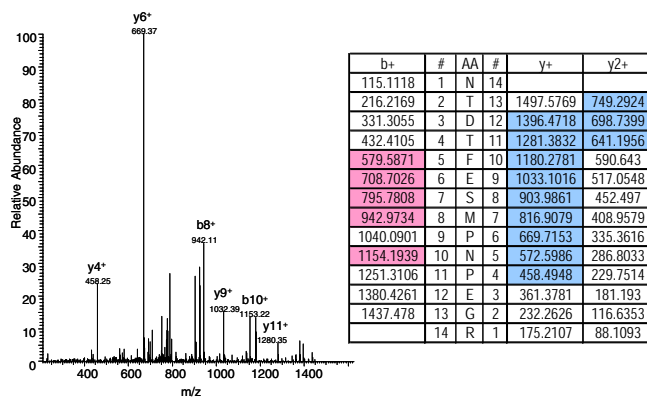 y6+
669.37
100
90
80
70
60
50
40
30
20
10
0
Relative Abundance
y4+
458.25
b8+
942.11
y9+
1032.39
b10+
1153.22
y11+
1280.35
400 600 800 1000 1200 1400
m/z
b+ # AA # y+ y2+
115.1118 1 N 14
216.2169 2 T 13 1497.5769 749.2924
331.3055 3 D 12 1396.4718 698.7399
432.4105 4 T 11 1281.3832 641.1956
579.5871 5 F 10 1180.2781 590.643
708.7026 6 E 9 1033.1016 517.0548
795.7808 7 S 8 903.9861 452.497
942.9734 8 M 7 816.9079 408.9579
1040.0901 9 P 6 669.7153 335.3616
1154.1939 10 N 5 572.5986 286.8033
1251.3106 11 P 4 458.4948 229.7514
1380.4261 12 E 3 361.3781 181.193
1437.478 13 G 2 232.2626 116.6353
14 R 1 175.2107 88.1093